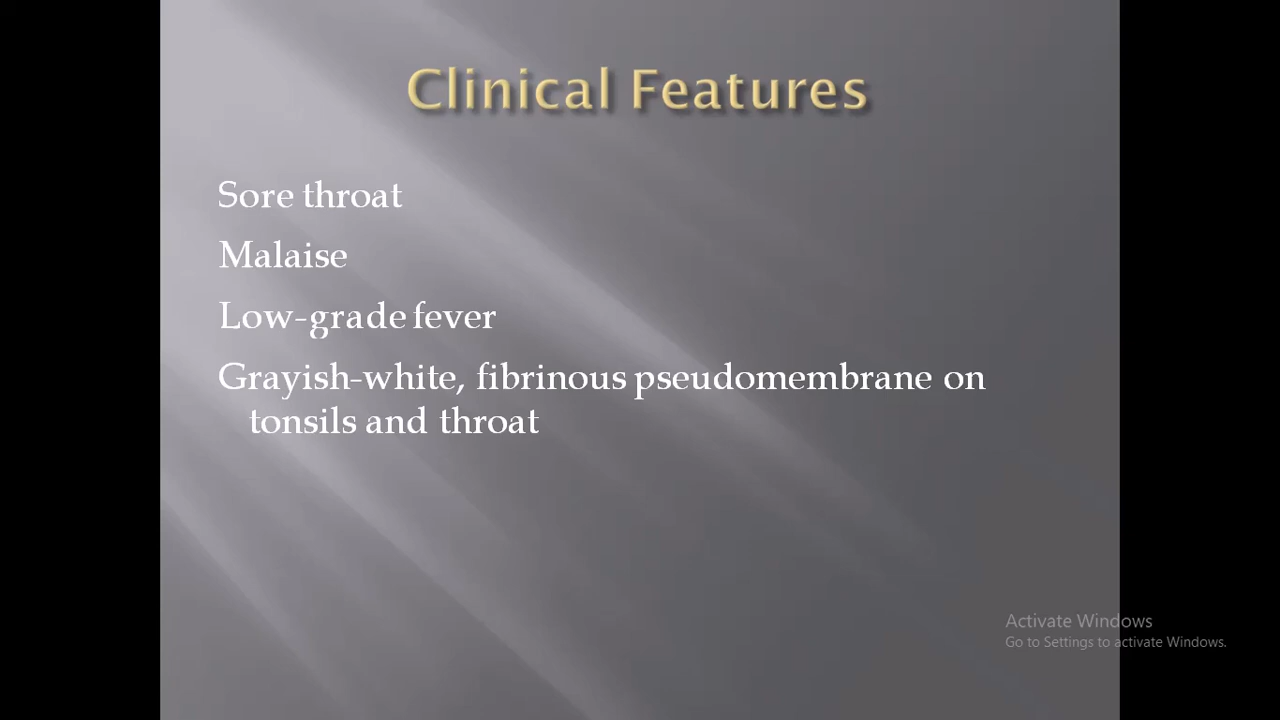 Clinical Features
Sore throat
Malaise
Low-grade fever
Grayish-white, fibrinous pseudomembrane on
tonsils and throat
Activate Windows
Go to Settings to activate Windows.